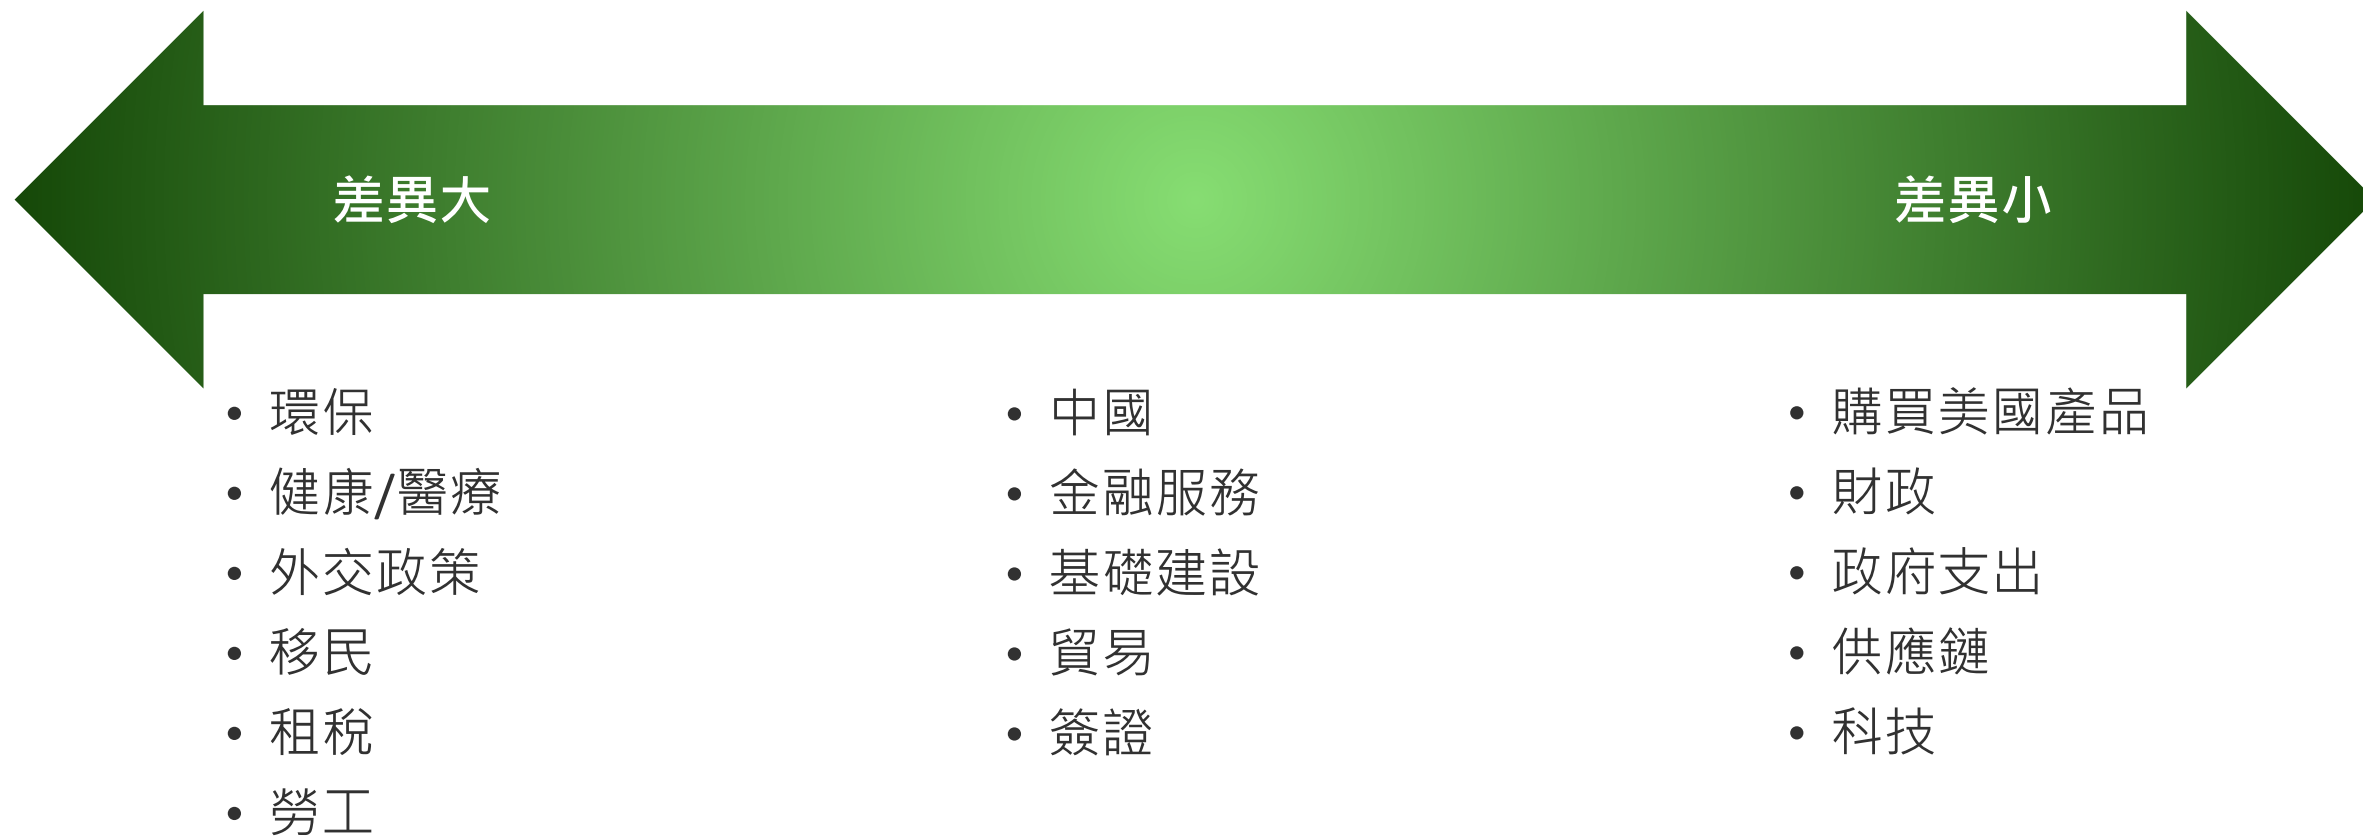 差異大
差異小
環保
健康/醫療
外交政策
移民
租稅
勞工
中國
金融服務
基礎建設
貿易
簽證
購買美國產品
財政
政府支出
供應鏈
科技